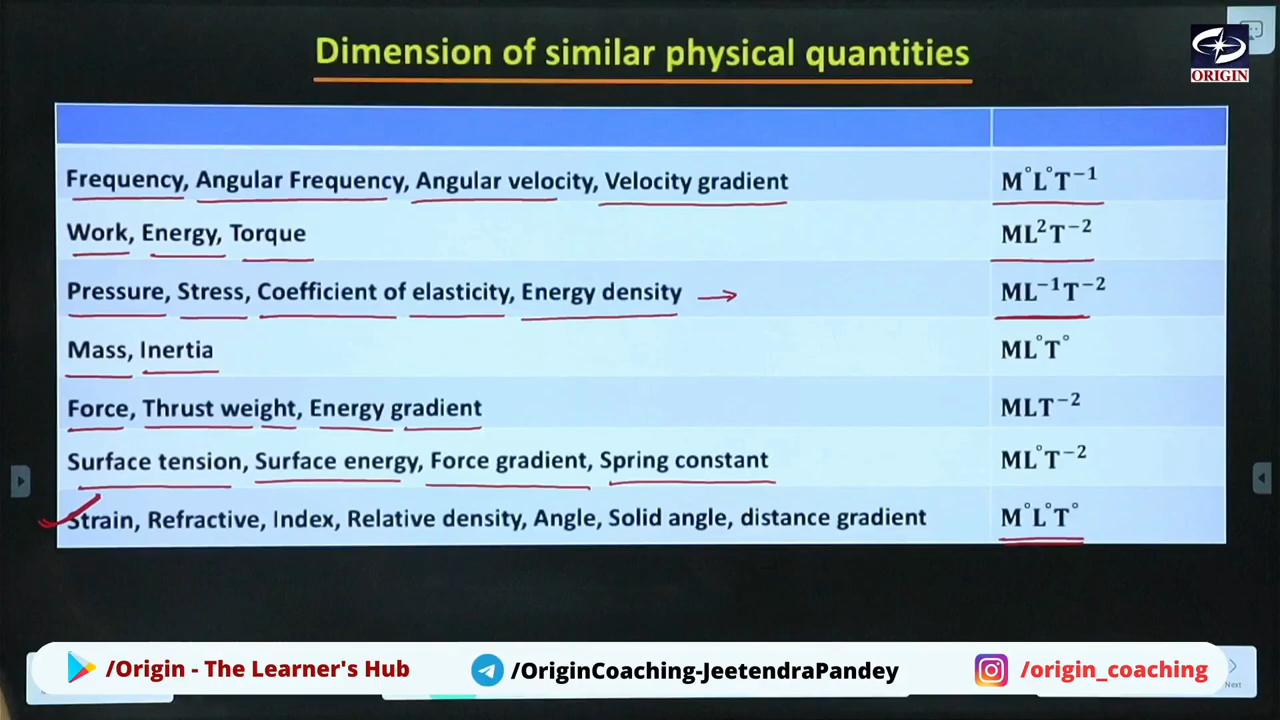 Dimension of similar physical quantities
ORIGIN
Frequency, Angular Frequency, Angular velocity, Velocity gradient M°L°T⁻¹
Work, Energy, Torque ML²T⁻²
Pressure, Stress, Coefficient of elasticity, Energy density → ML⁻¹T⁻²
Mass, Inertia ML°T°
Force, Thrust weight, Energy gradient MLT⁻²
Surface tension, Surface energy, Force gradient, Spring constant ML°T⁻²
Strain, Refractive, Index, Relative density, Angle, Solid angle, distance gradient M°L°T°
/Origin - The Learner's Hub /OriginCoaching-JeetendraPandey /origin_coaching
Next